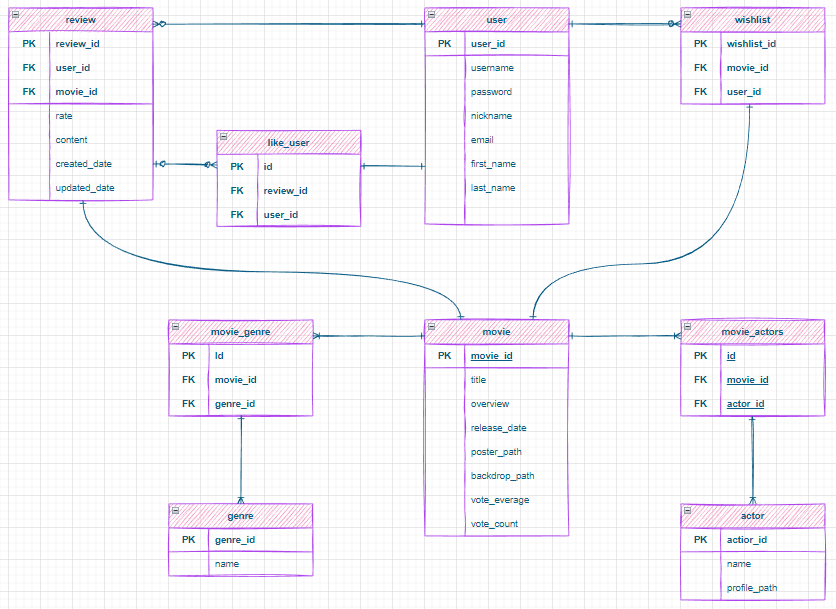 review
PK review_id
FK user_id
FK movie_id
rate
content
created_date
updated_date
user
PK user_id
username
password
nickname
email
first_name
last_name
wishlist
PK wishlist_id
FK movie_id
FK user_id
like_user
PK id
FK review_id
FK user_id
movie_genre
PK Id
FK movie_id
FK genre_id
movie
PK movie_id
title
overview
release_date
poster_path
backdrop_path
vote_everage
vote_count
movie_actors
PK id
FK movie_id
FK actor_id
genre
PK genre_id
name
actor
PK actior_id
name
profile_path